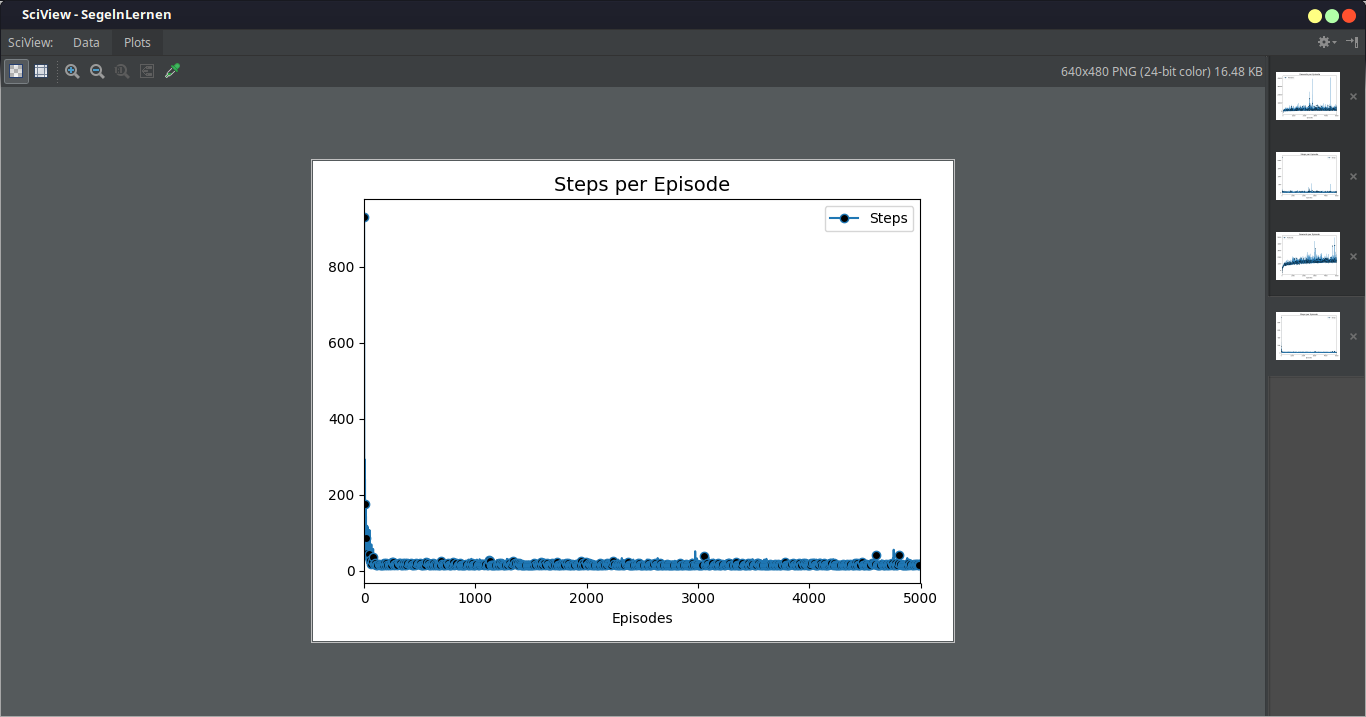 SciView - SegelnLernen
SciView: Data Plots
640x480 PNG (24-bit color) 16.48 KB
Steps per Episode
Steps
800
600
400
200
0
0 1000 2000 3000 4000 5000
Episodes